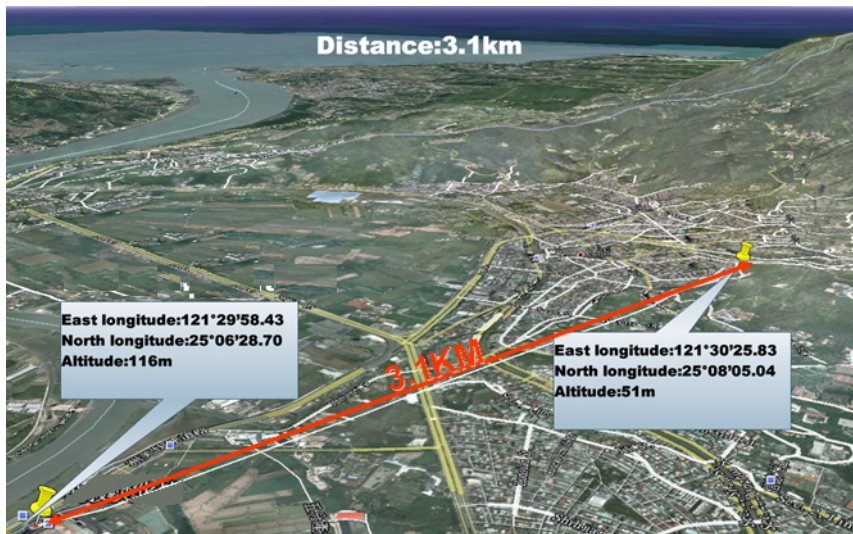 Distance:3.1km
East longitude:121°29'58.43
North longitude:25°06'28.70
Altitude:116m
3.1KM
East longitude:121°30'25.83
North longitude:25°08'05.04
Altitude:51m